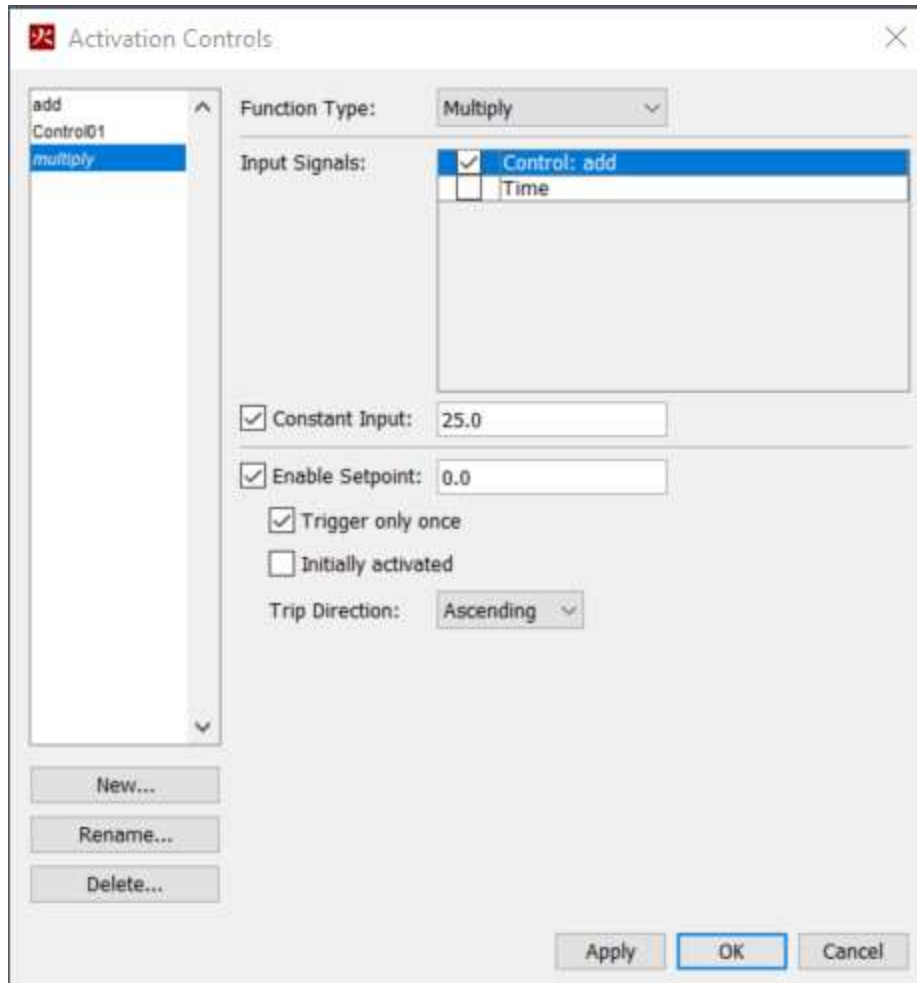 火 Activation Controls
add
Control01
multiply
Function Type: Multiply
Input Signals:
Control: add
Time
Constant Input: 25.0
Enable Setpoint: 0.0
Trigger only once
Initially activated
Trip Direction: Ascending
New...
Rename...
Delete...
Apply OK Cancel